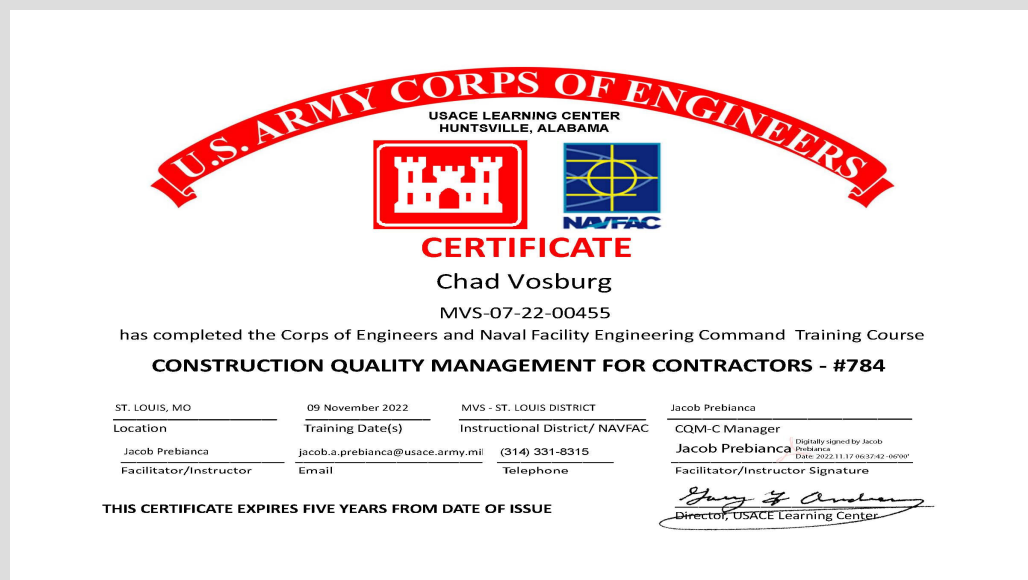 U.S. ARMY CORPS OF ENGINEERS
USACE LEARNING CENTER
HUNTSVILLE, ALABAMA
NAVFAC
CERTIFICATE
Chad Vosburg
MVS-07-22-00455
has completed the Corps of Engineers and Naval Facility Engineering Command Training Course
CONSTRUCTION QUALITY MANAGEMENT FOR CONTRACTORS - #784
ST. LOUIS, MO 09 November 2022 MVS - ST. LOUIS DISTRICT Jacob Prebianca
Location Training Date(s) Instructional District/ NAVFAC CQM-C Manager
Jacob Prebianca jacob.a.prebianca@usace.army.mil (314) 331-8315 Jacob Prebianca
Digitally signed by Jacob
Prebianca
Date: 2022.11.17 06:37:42 -06'00'
Facilitator/Instructor Email Telephone Facilitator/Instructor Signature
THIS CERTIFICATE EXPIRES FIVE YEARS FROM DATE OF ISSUE
Director, USACE Learning Center